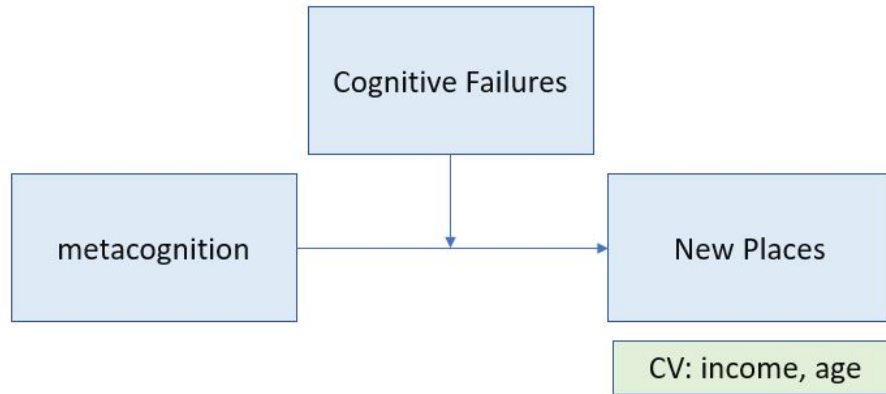 Cognitive Failures
metacognition
New Places
CV: income, age